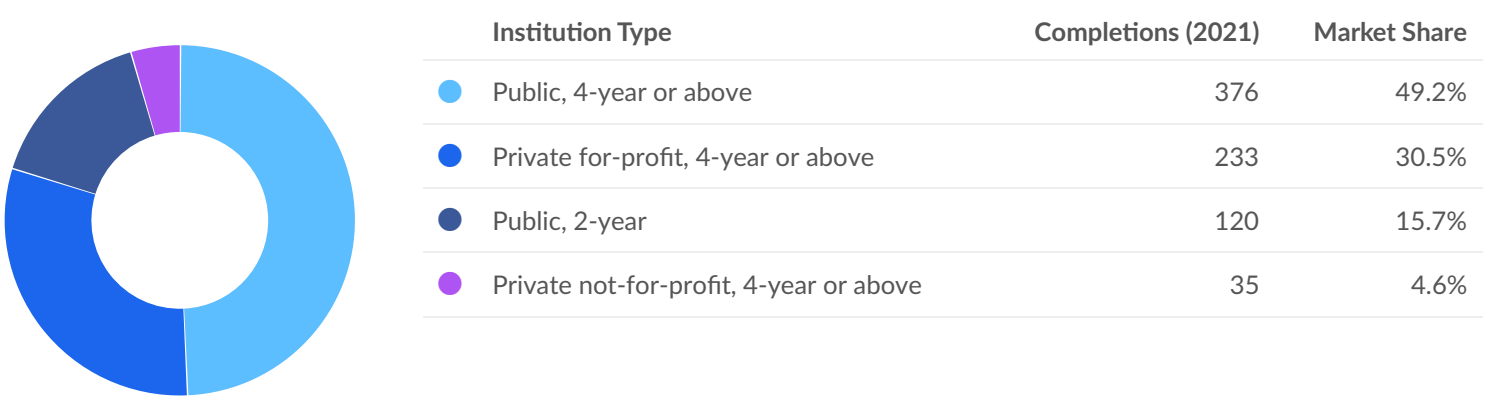 Institution Type Completions (2021) Market Share
Public, 4-year or above 376 49.2%
Private for-profit, 4-year or above 233 30.5%
Public, 2-year 120 15.7%
Private not-for-profit, 4-year or above 35 4.6%